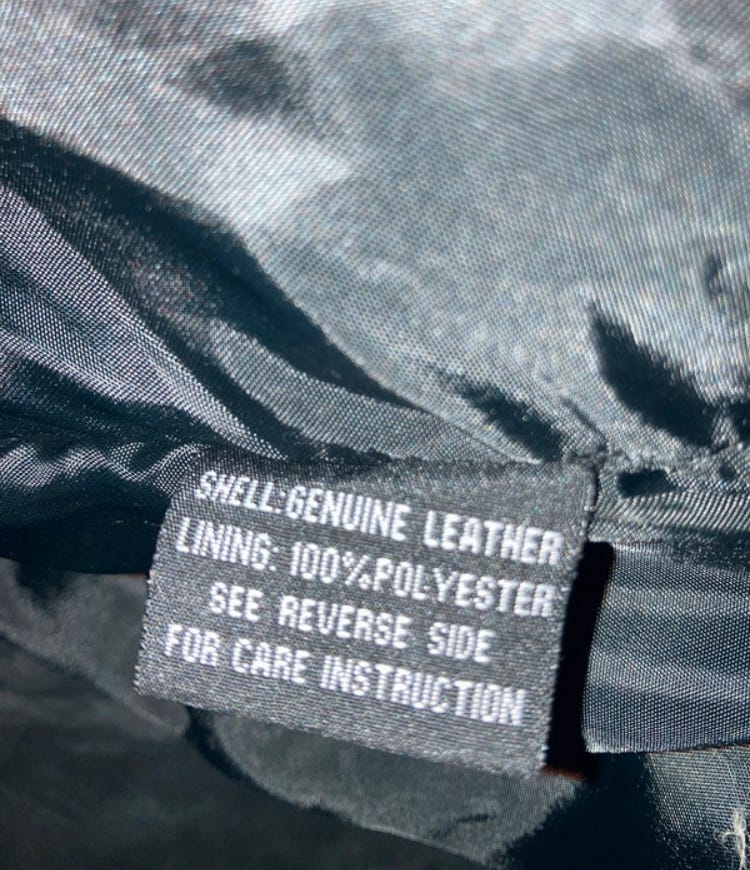 SHELL:GENUINE LEATHER
LINING: 100%POLYESTER
SEE REVERSE SIDE
FOR CARE INSTRUCTION